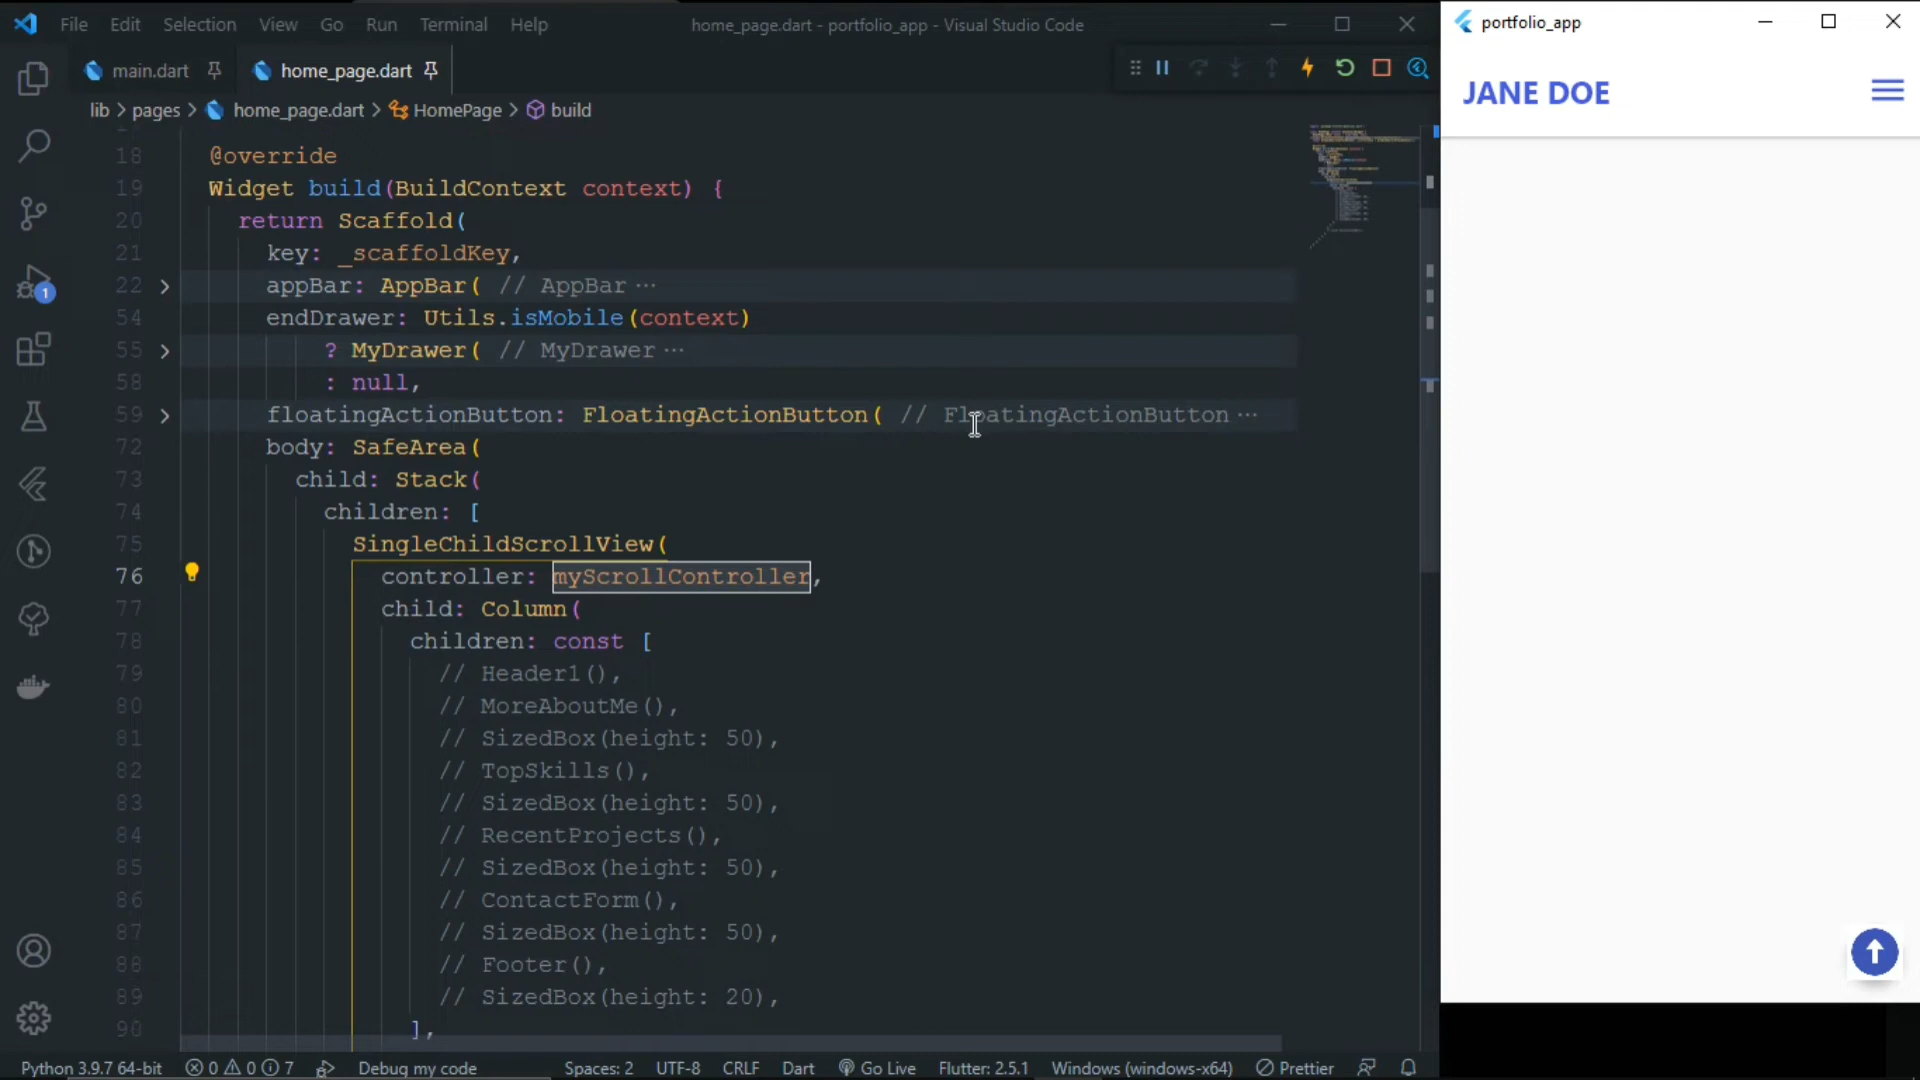 File Edit Selection View Go Run Terminal Help
home_page.dart - portfolio_app - Visual Studio Code
main.dart
home_page.dart
lib > pages > home_page.dart > HomePage > build
18 @override
19 Widget build(BuildContext context) {
20 return Scaffold(
21 key: _scaffoldKey,
22 appBar: AppBar( // AppBar ···
54 endDrawer: Utils.isMobile(context)
55 ? MyDrawer( // MyDrawer ···
58 : null,
59 floatingActionButton: FloatingActionButton( // FloatingActionButton ···
72 body: SafeArea(
73 child: Stack(
74 children: [
75 SingleChildScrollView(
76 controller: myScrollController,
77 child: Column(
78 children: const [
79 // Header1(),
80 // MoreAboutMe(),
81 // SizedBox(height: 50),
82 // TopSkills(),
83 // SizedBox(height: 50),
84 // RecentProjects(),
85 // SizedBox(height: 50),
86 // ContactForm(),
87 // SizedBox(height: 50),
88 // Footer(),
89 // SizedBox(height: 20),
90 ],
1
Python 3.9.7 64-bit 0 0 7 Debug my code Spaces: 2 UTF-8 CRLF Dart Go Live Flutter: 2.5.1 Windows (windows-x64) Prettier
portfolio_app
JANE DOE